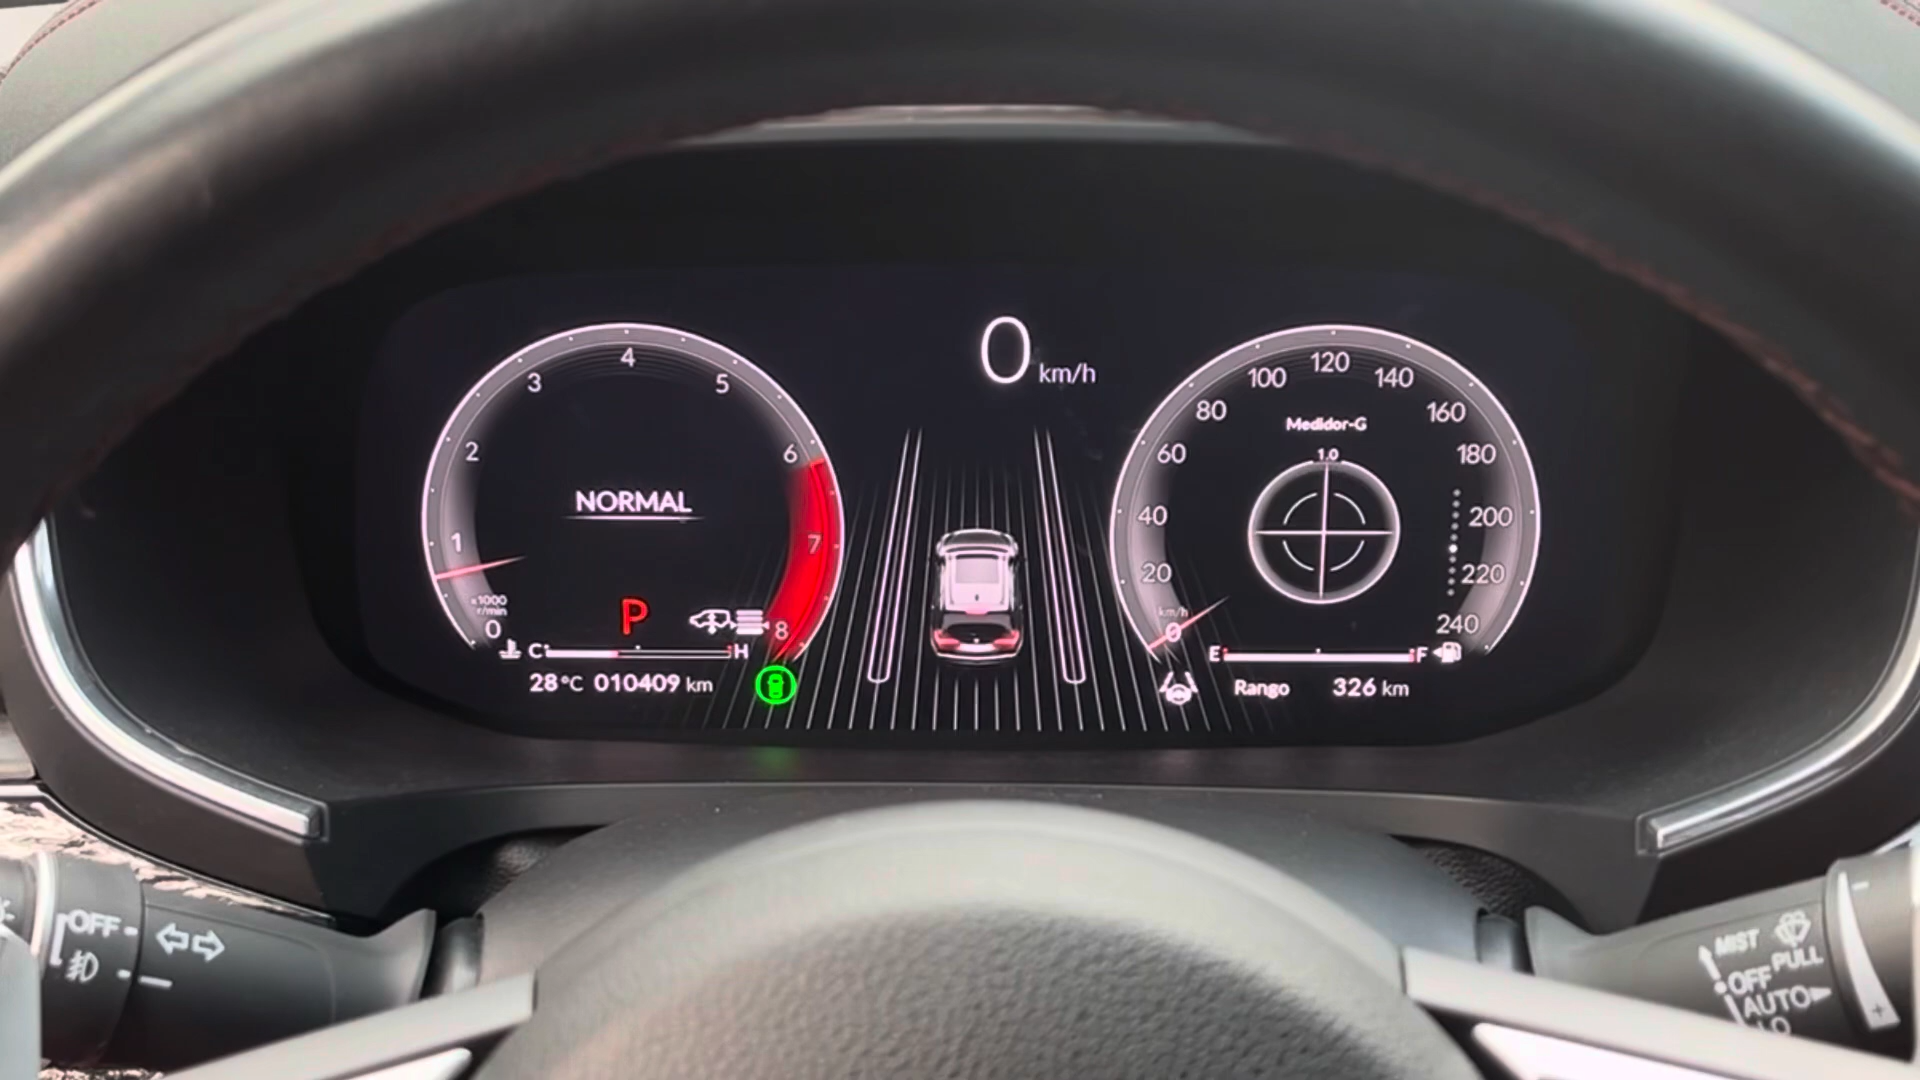 0 km/h
0 1 2 3 4 5 6 7 8
x1000
r/min
NORMAL
P
C H
28°C 010409 km
0 20 40 60 80 100 120 140 160 180 200 220 240
km/h
Medidor-G
1.0
E F
Rango 326 km
OFF
MIST
PULL
OFF
AUTO
LO